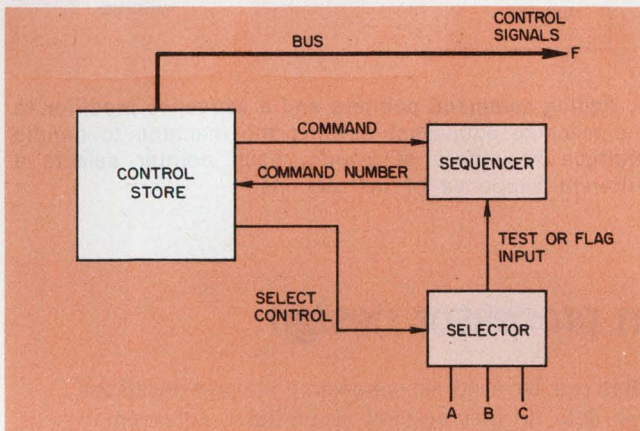 CONTROL
SIGNALS
BUS
F
COMMAND
CONTROL
STORE
SEQUENCER
COMMAND NUMBER
TEST OR FLAG
INPUT
SELECT
CONTROL
SELECTOR
A B C